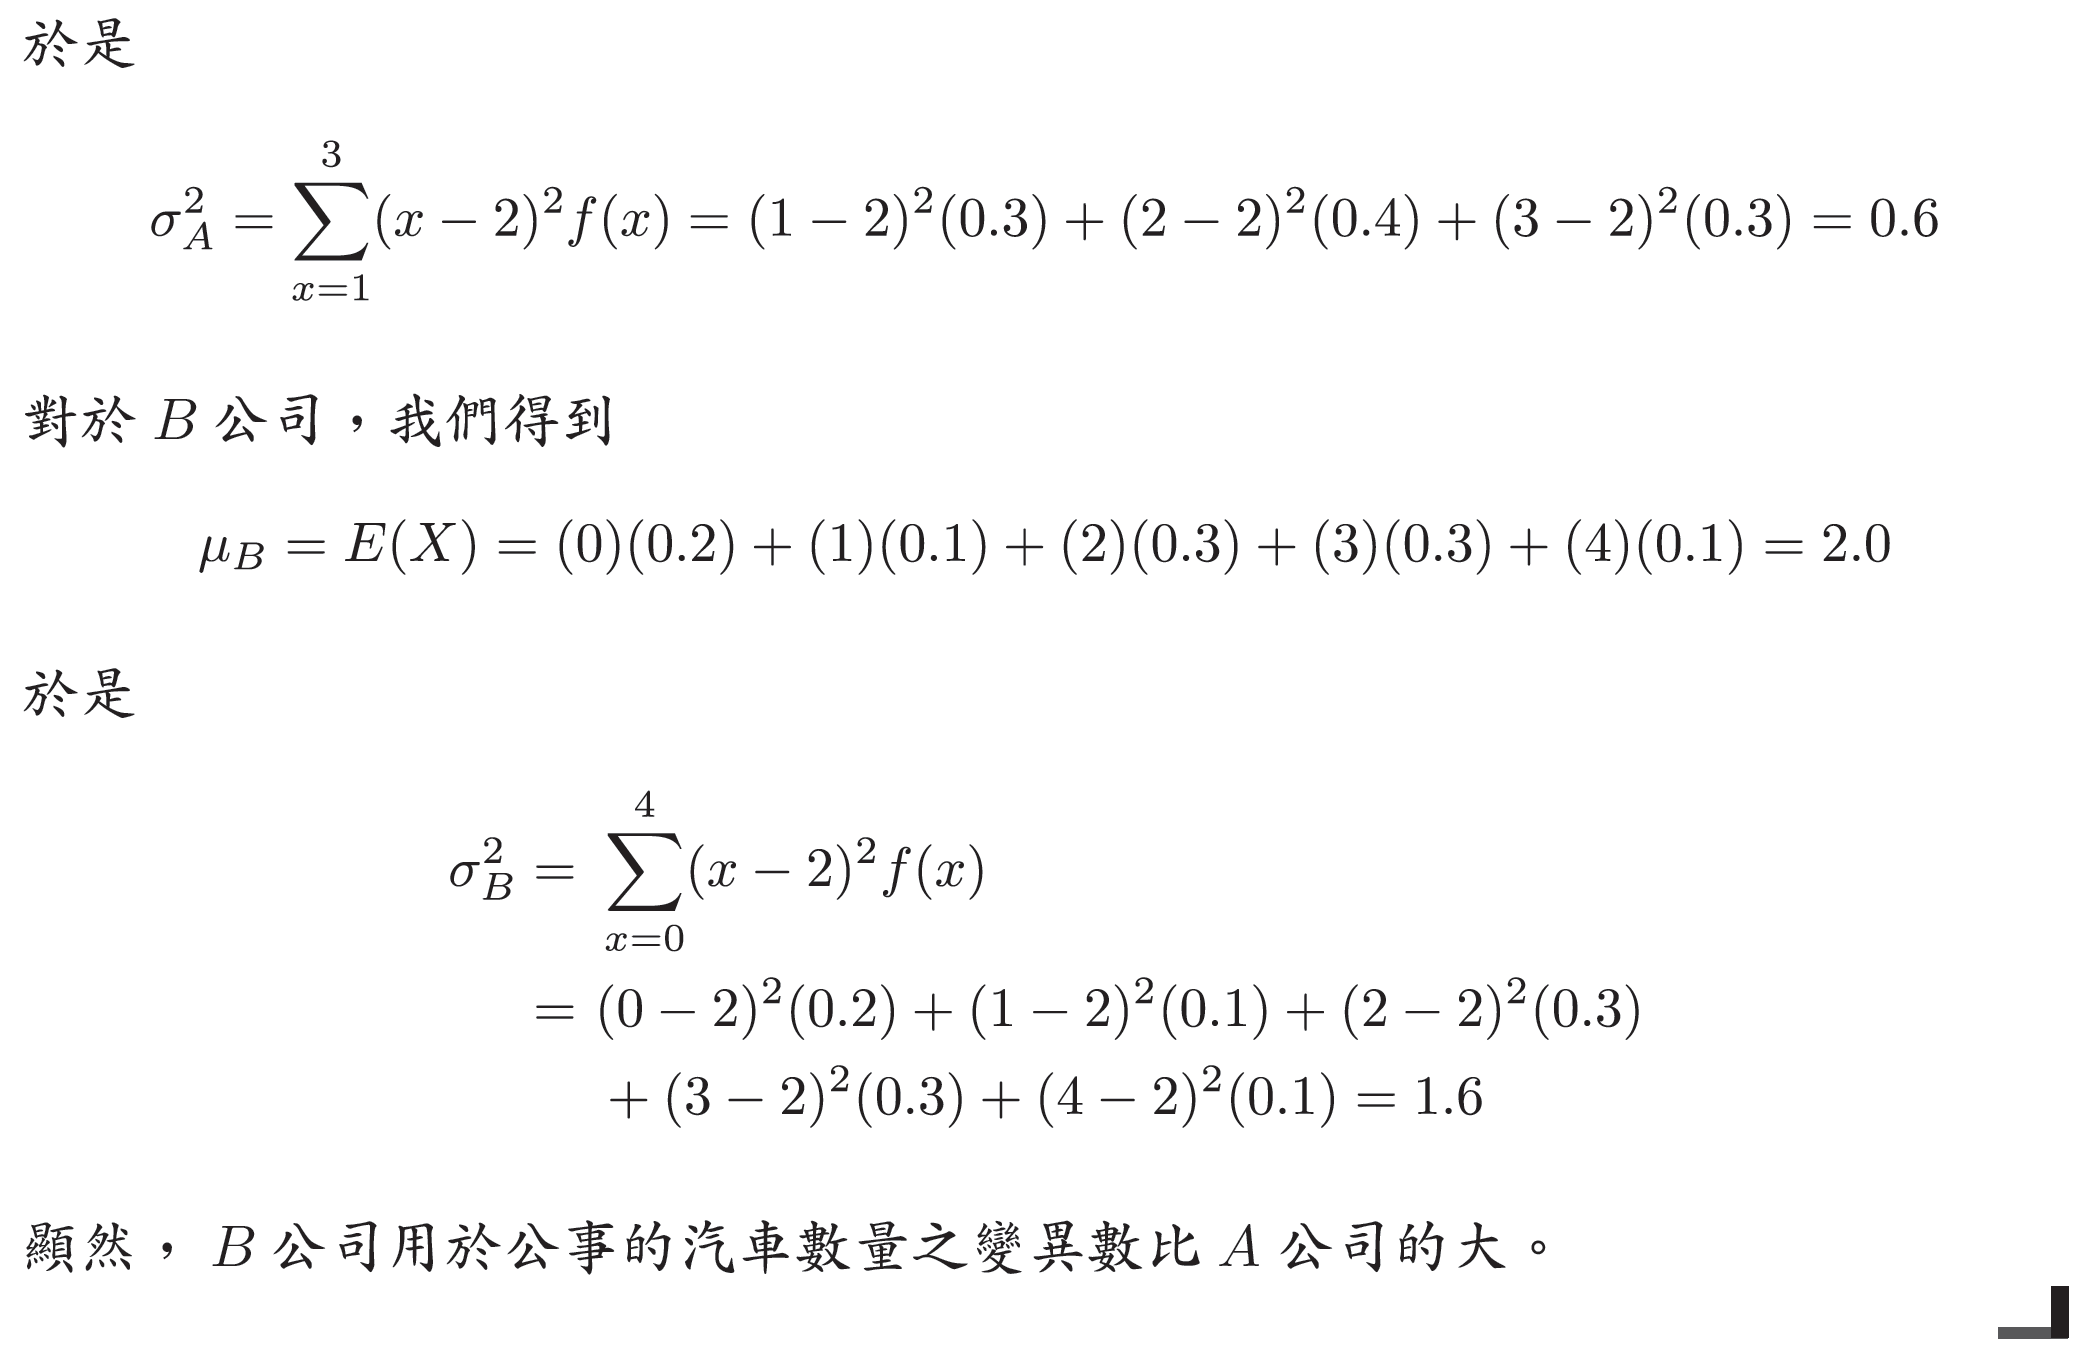 於是
σ_A^2 = ∑_{x=1}^{3} (x − 2)^2 f(x) = (1 − 2)^2(0.3) + (2 − 2)^2(0.4) + (3 − 2)^2(0.3) = 0.6
對於 B 公司，我們得到
μ_B = E(X) = (0)(0.2) + (1)(0.1) + (2)(0.3) + (3)(0.3) + (4)(0.1) = 2.0
於是
σ_B^2 = ∑_{x=0}^{4} (x − 2)^2 f(x)
= (0 − 2)^2(0.2) + (1 − 2)^2(0.1) + (2 − 2)^2(0.3)
+ (3 − 2)^2(0.3) + (4 − 2)^2(0.1) = 1.6
顯然， B 公司用於公事的汽車數量之變異數比 A 公司的大。